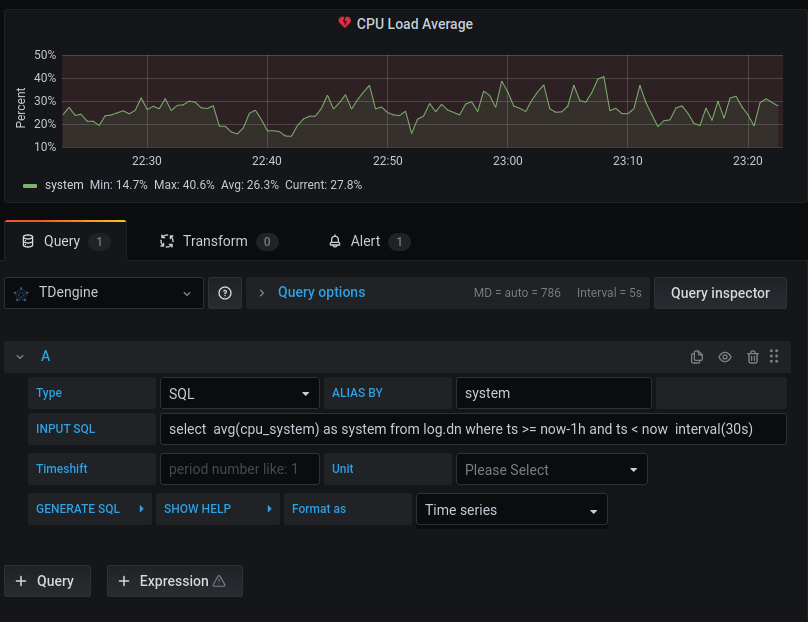 CPU Load Average
50%
40%
30%
20%
10%
Percent
22:30 22:40 22:50 23:00 23:10 23:20
system Min: 14.7% Max: 40.6% Avg: 26.3% Current: 27.8%
Query 1 Transform 0 Alert 1
TDengine Query options MD = auto = 786 Interval = 5s Query inspector
A
Type SQL ALIAS BY system
INPUT SQL select avg(cpu_system) as system from log.dn where ts >= now-1h and ts < now interval(30s)
Timeshift period number like: 1 Unit Please Select
GENERATE SQL SHOW HELP Format as Time series
+ Query + Expression